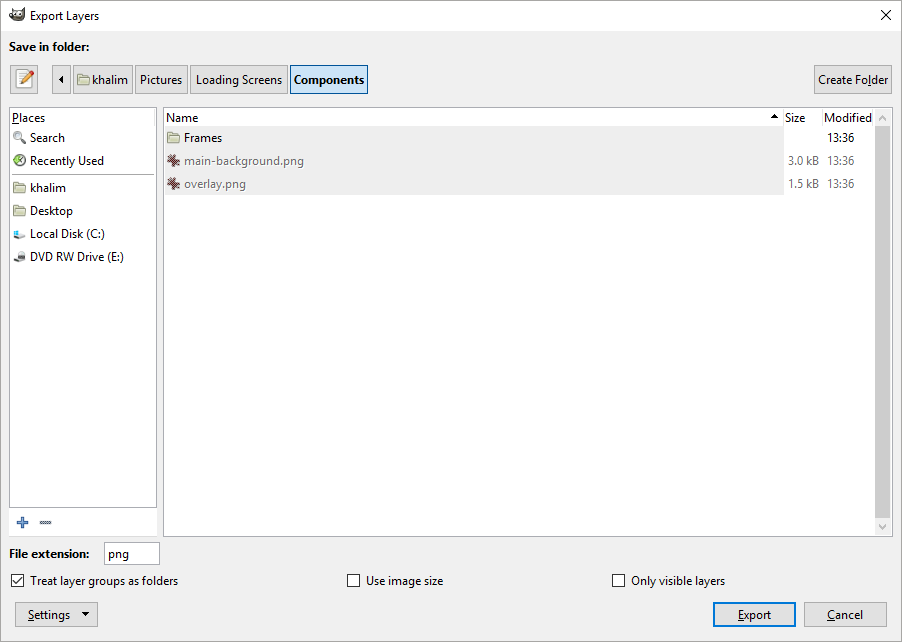 Export Layers
Save in folder:
khalim Pictures Loading Screens Components Create Folder
Places
Search
Recently Used
khalim
Desktop
Local Disk (C:)
DVD RW Drive (E:)
Name Size Modified
Frames 13:36
main-background.png 3.0 kB 13:36
overlay.png 1.5 kB 13:36
File extension: png
Treat layer groups as folders Use image size Only visible layers
Settings Export Cancel